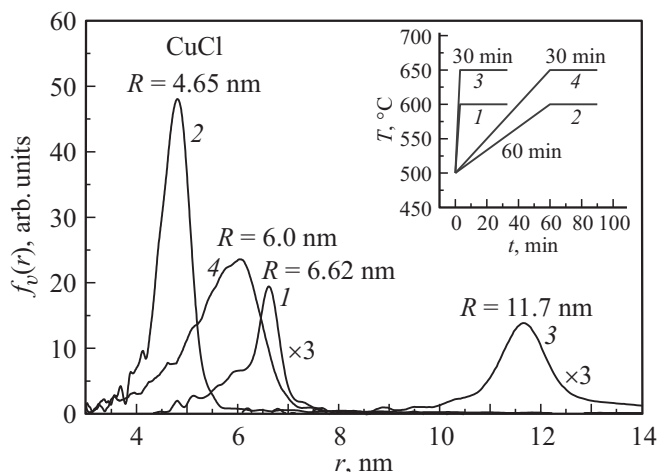 60
50
40
30
20
10
0
f_v(r), arb. units
CuCl
R = 4.65 nm
2
R = 6.0 nm
4
R = 6.62 nm
1
×3
R = 11.7 nm
3
×3
4 6 8 10 12 14
r, nm
700
650
600
550
500
450
T, °C
30 min 30 min
3 4
1 2
60 min
0 20 40 60 80 100
t, min